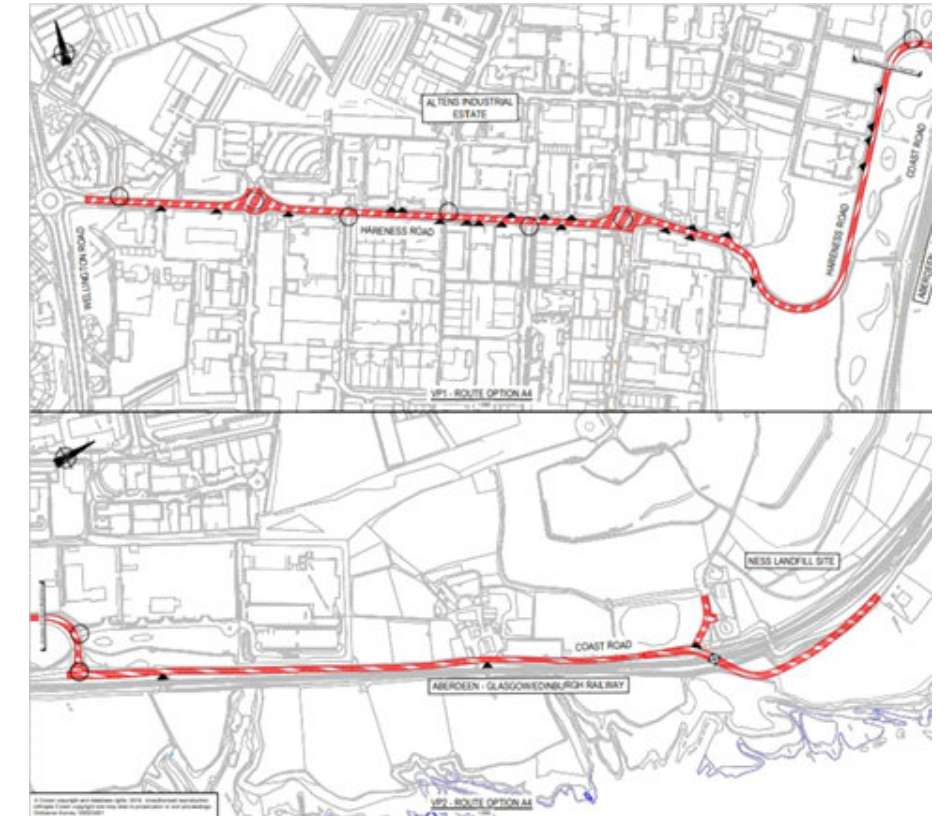 ALTENS INDUSTRIAL
ESTATE
COAST ROAD
HARENESS ROAD
HARENESS ROAD
WELLINGTON ROAD
ABERDEEN
VP1 - ROUTE OPTION A4
NESS LANDFILL SITE
COAST ROAD
ABERDEEN - GLASGOW/EDINBURGH RAILWAY
VP2 - ROUTE OPTION A4